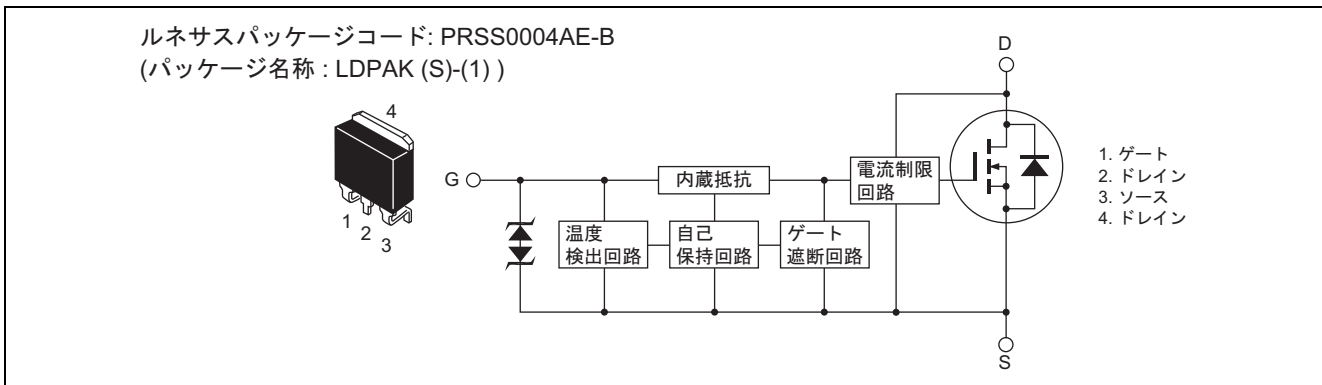 ルネサスパッケージコード: PRSS0004AE-B
(パッケージ名称 : LDPAK (S)-(1) )
4
1
2
3
D
G
内蔵抵抗
電流制限
回路
温度
検出回路
自己
保持回路
ゲート
遮断回路
S
1. ゲート
2. ドレイン
3. ソース
4. ドレイン